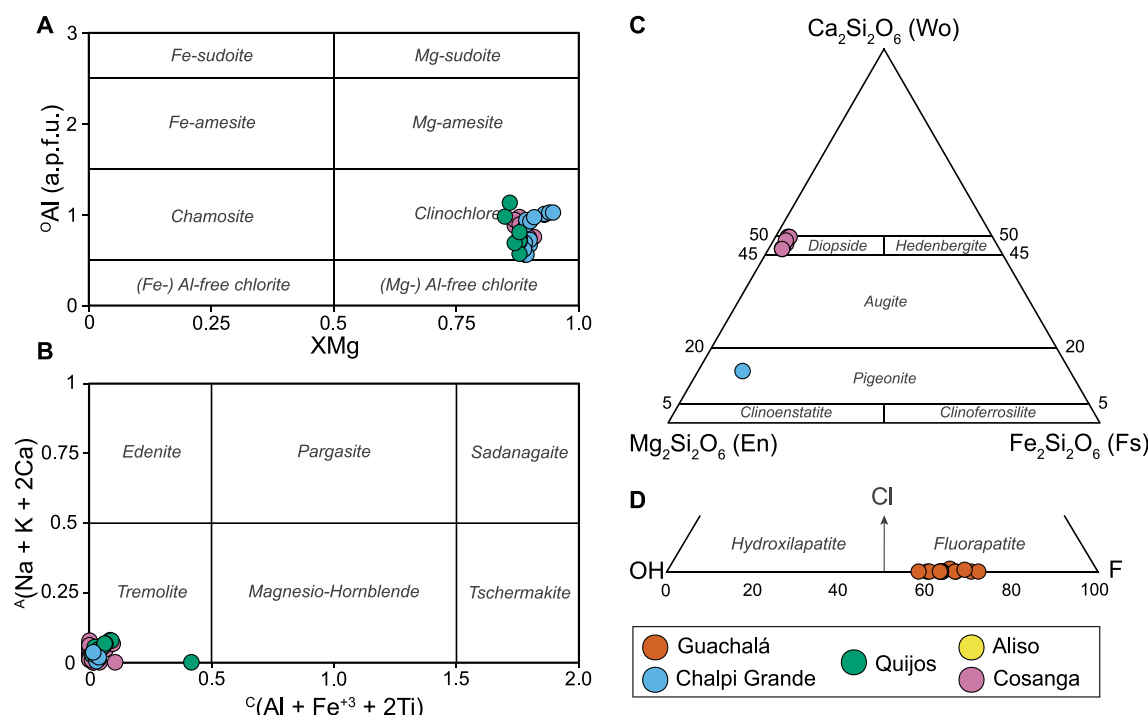 A
3
2
1
0
ᴼAl (a.p.f.u.)
Fe-sudoite
Mg-sudoite
Fe-amesite
Mg-amesite
Chamosite
Clinochlore
(Fe-) Al-free chlorite
(Mg-) Al-free chlorite
0
0.25
0.5
0.75
1.0
XMg
B
1
0.75
0.5
0.25
0
ᴬ(Na + K + 2Ca)
Edenite
Pargasite
Sadanagaite
Tremolite
Magnesio-Hornblende
Tschermakite
0
0.5
1.0
1.5
2.0
ᶜ(Al + Fe⁺³ + 2Ti)
C
Ca₂Si₂O₆ (Wo)
50
50
Diopside
Hedenbergite
45
45
Augite
20
20
Pigeonite
5
5
Clinoenstatite
Clinoferrosilite
Mg₂Si₂O₆ (En)
Fe₂Si₂O₆ (Fs)
D
Cl
Hydroxilapatite
Fluorapatite
OH
F
0
20
40
60
80
100
Guachalá
Chalpi Grande
Quijos
Aliso
Cosanga